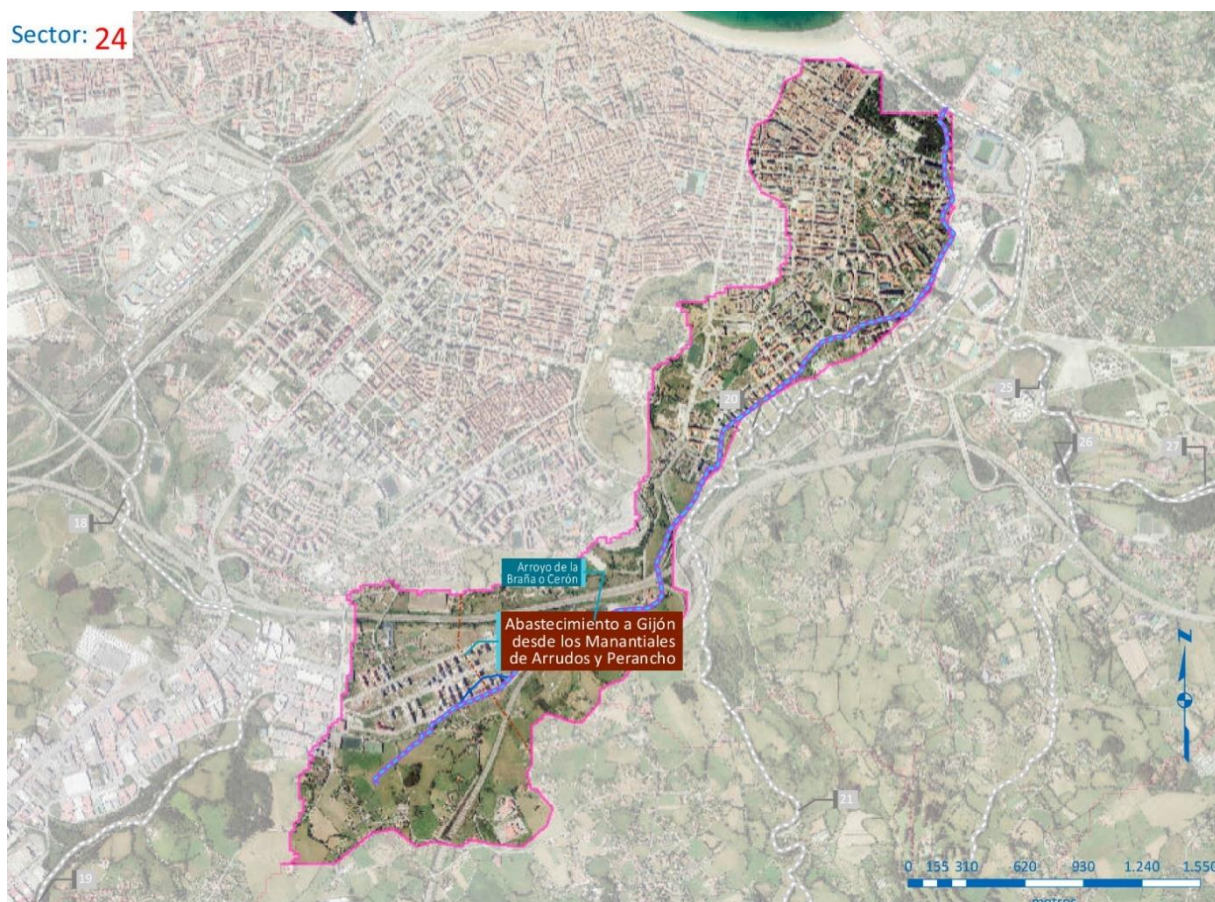 Sector: 24
20
25
26
27
18
Arroyo de la
Braña o Cerón
Abastecimiento a Gijón
desde los Manantiales
de Arrudos y Perancho
21
19
0 155 310 620 930 1.240 1.550
metros